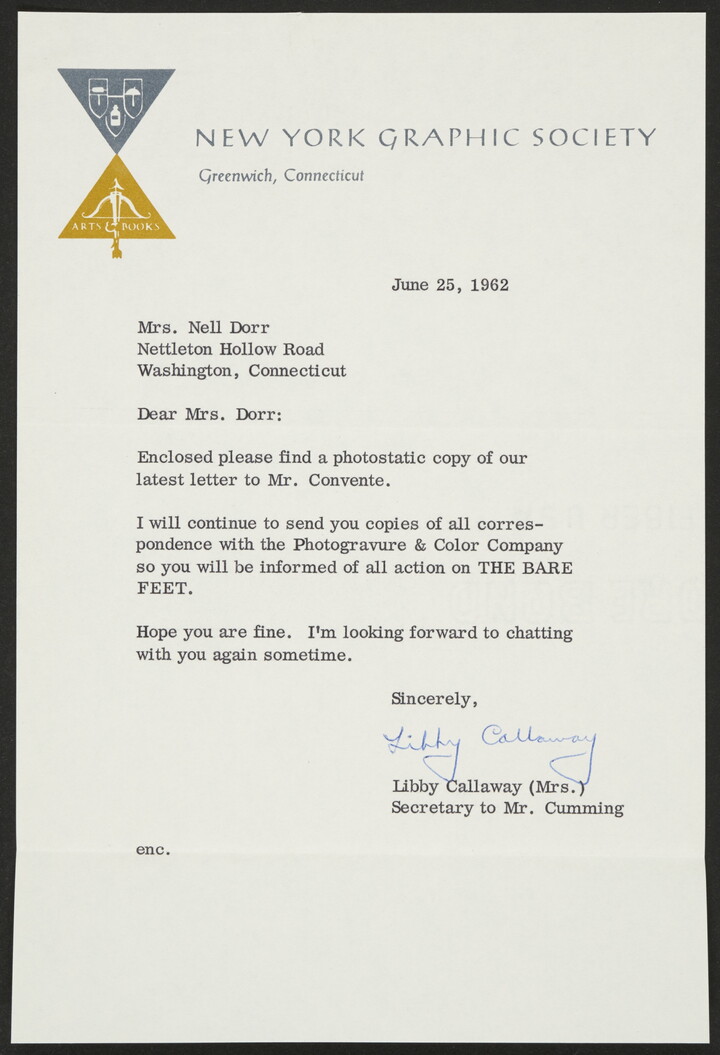 NEW YORK GRAPHIC SOCIETY
Greenwich, Connecticut
ARTS & BOOKS
June 25, 1962
Mrs. Nell Dorr
Nettleton Hollow Road
Washington, Connecticut
Dear Mrs. Dorr:
Enclosed please find a photostatic copy of our
latest letter to Mr. Convente.
I will continue to send you copies of all corres-
pondence with the Photogravure & Color Company
so you will be informed of all action on THE BARE
FEET.
Hope you are fine. I'm looking forward to chatting
with you again sometime.
Sincerely,
Libby Callaway
Libby Callaway (Mrs.)
Secretary to Mr. Cumming
enc.